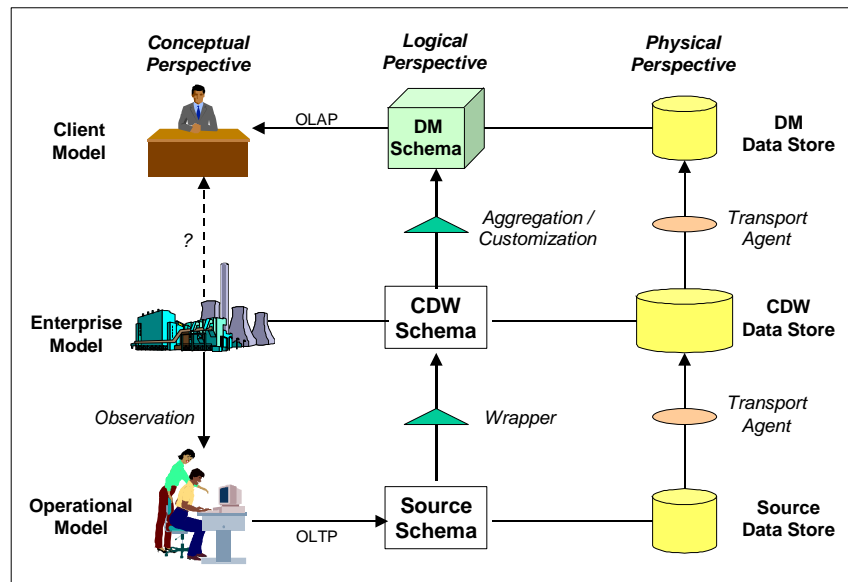 Conceptual
Perspective
Logical
Perspective
Physical
Perspective
Client
Model
OLAP
DM
Schema
DM
Data Store
?
Aggregation /
Customization
Transport
Agent
Enterprise
Model
CDW
Schema
CDW
Data Store
Observation
Wrapper
Transport
Agent
Operational
Model
OLTP
Source
Schema
Source
Data Store